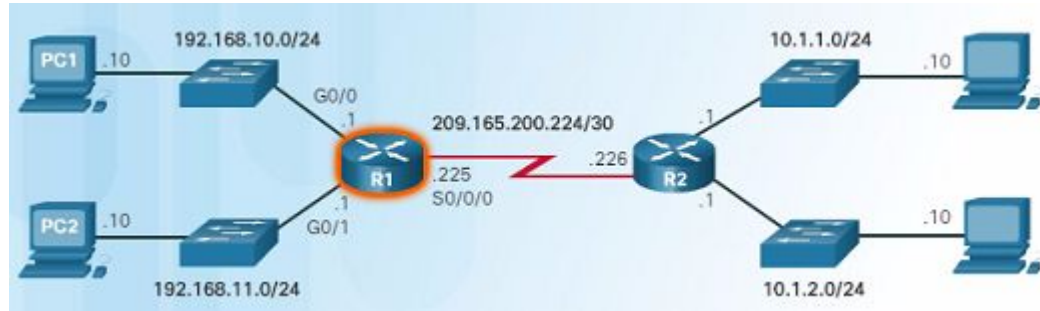 192.168.10.0/24
10.1.1.0/24
PC1
.10
.10
G0/0
.1
209.165.200.224/30
.1
.226
R1
.225
R2
S0/0/0
.1
.1
G0/1
PC2
.10
.10
192.168.11.0/24
10.1.2.0/24